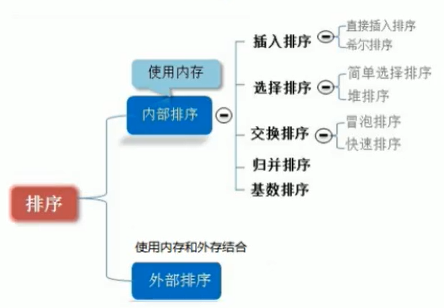 直接插入排序
插入排序
希尔排序
使用内存
简单选择排序
选择排序
堆排序
内部排序
冒泡排序
交换排序
快速排序
归并排序
基数排序
排序
使用内存和外存结合
外部排序